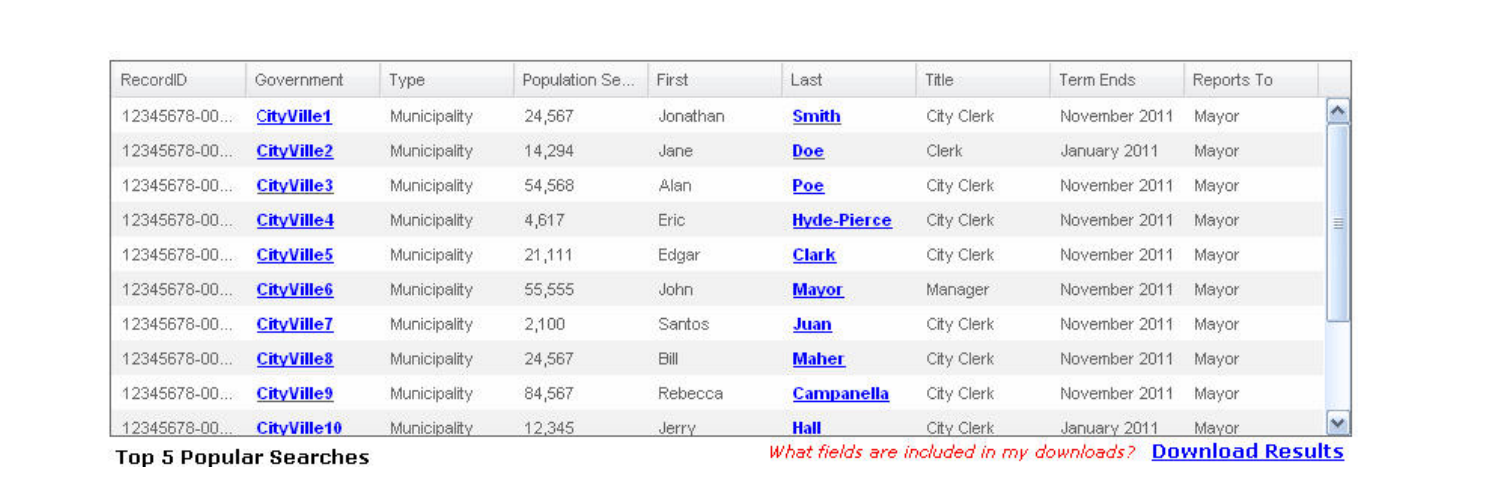 RecordID Government Type Population Se... First Last Title Term Ends Reports To
12345678-00... CityVille1 Municipality 24,567 Jonathan Smith City Clerk November 2011 Mayor
12345678-00... CityVille2 Municipality 14,294 Jane Doe Clerk January 2011 Mayor
12345678-00... CityVille3 Municipality 54,568 Alan Poe City Clerk November 2011 Mayor
12345678-00... CityVille4 Municipality 4,617 Eric Hyde-Pierce City Clerk November 2011 Mayor
12345678-00... CityVille5 Municipality 21,111 Edgar Clark City Clerk November 2011 Mayor
12345678-00... CityVille6 Municipality 55,555 John Mayor Manager November 2011 Mayor
12345678-00... CityVille7 Municipality 2,100 Santos Juan City Clerk November 2011 Mayor
12345678-00... CityVille8 Municipality 24,567 Bill Maher City Clerk November 2011 Mayor
12345678-00... CityVille9 Municipality 84,567 Rebecca Campanella City Clerk November 2011 Mayor
12345678-00... CityVille10 Municipality 12,345 Jerry Hall City Clerk January 2011 Mayor
Top 5 Popular Searches What fields are included in my downloads? Download Results